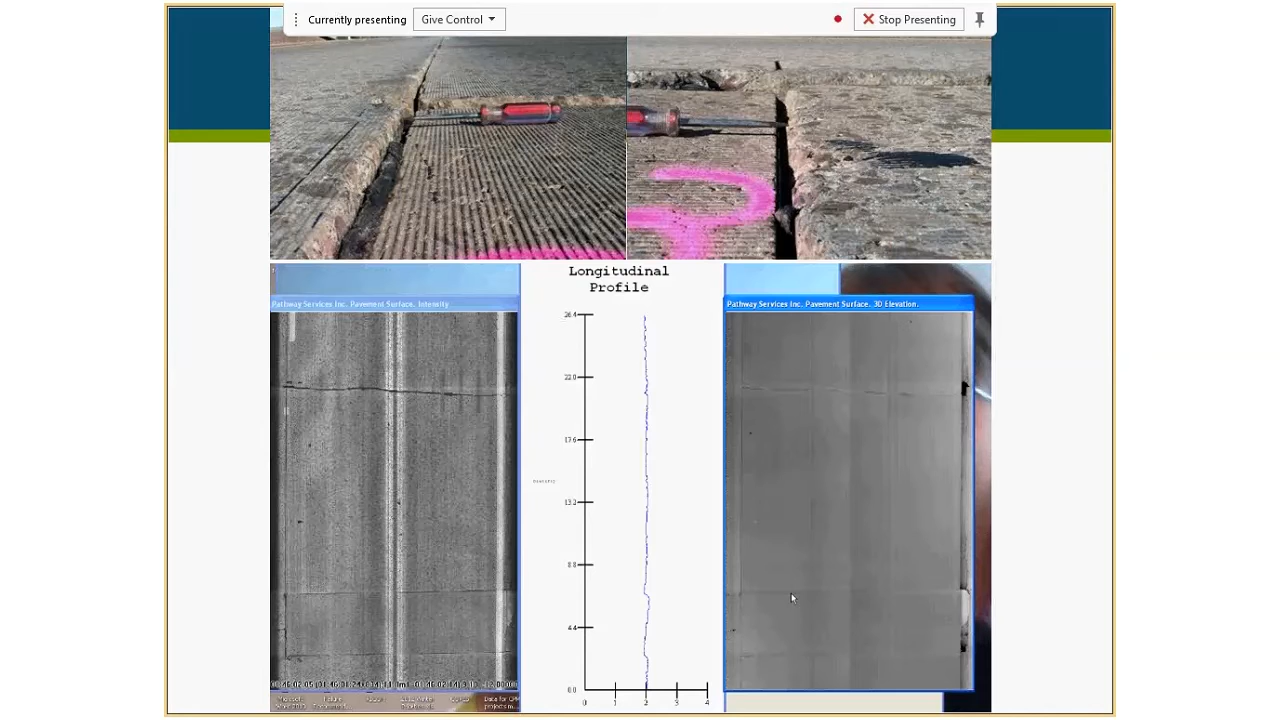 Currently presenting
Give Control
Stop Presenting
Longitudinal
Profile
Pathway Services Inc. Pavement Surface. Intensity
Pathway Services Inc. Pavement Surface. 3D Elevation.
26.4
22.0
17.6
13.2
8.8
4.4
0.0
0 1 2 3 4